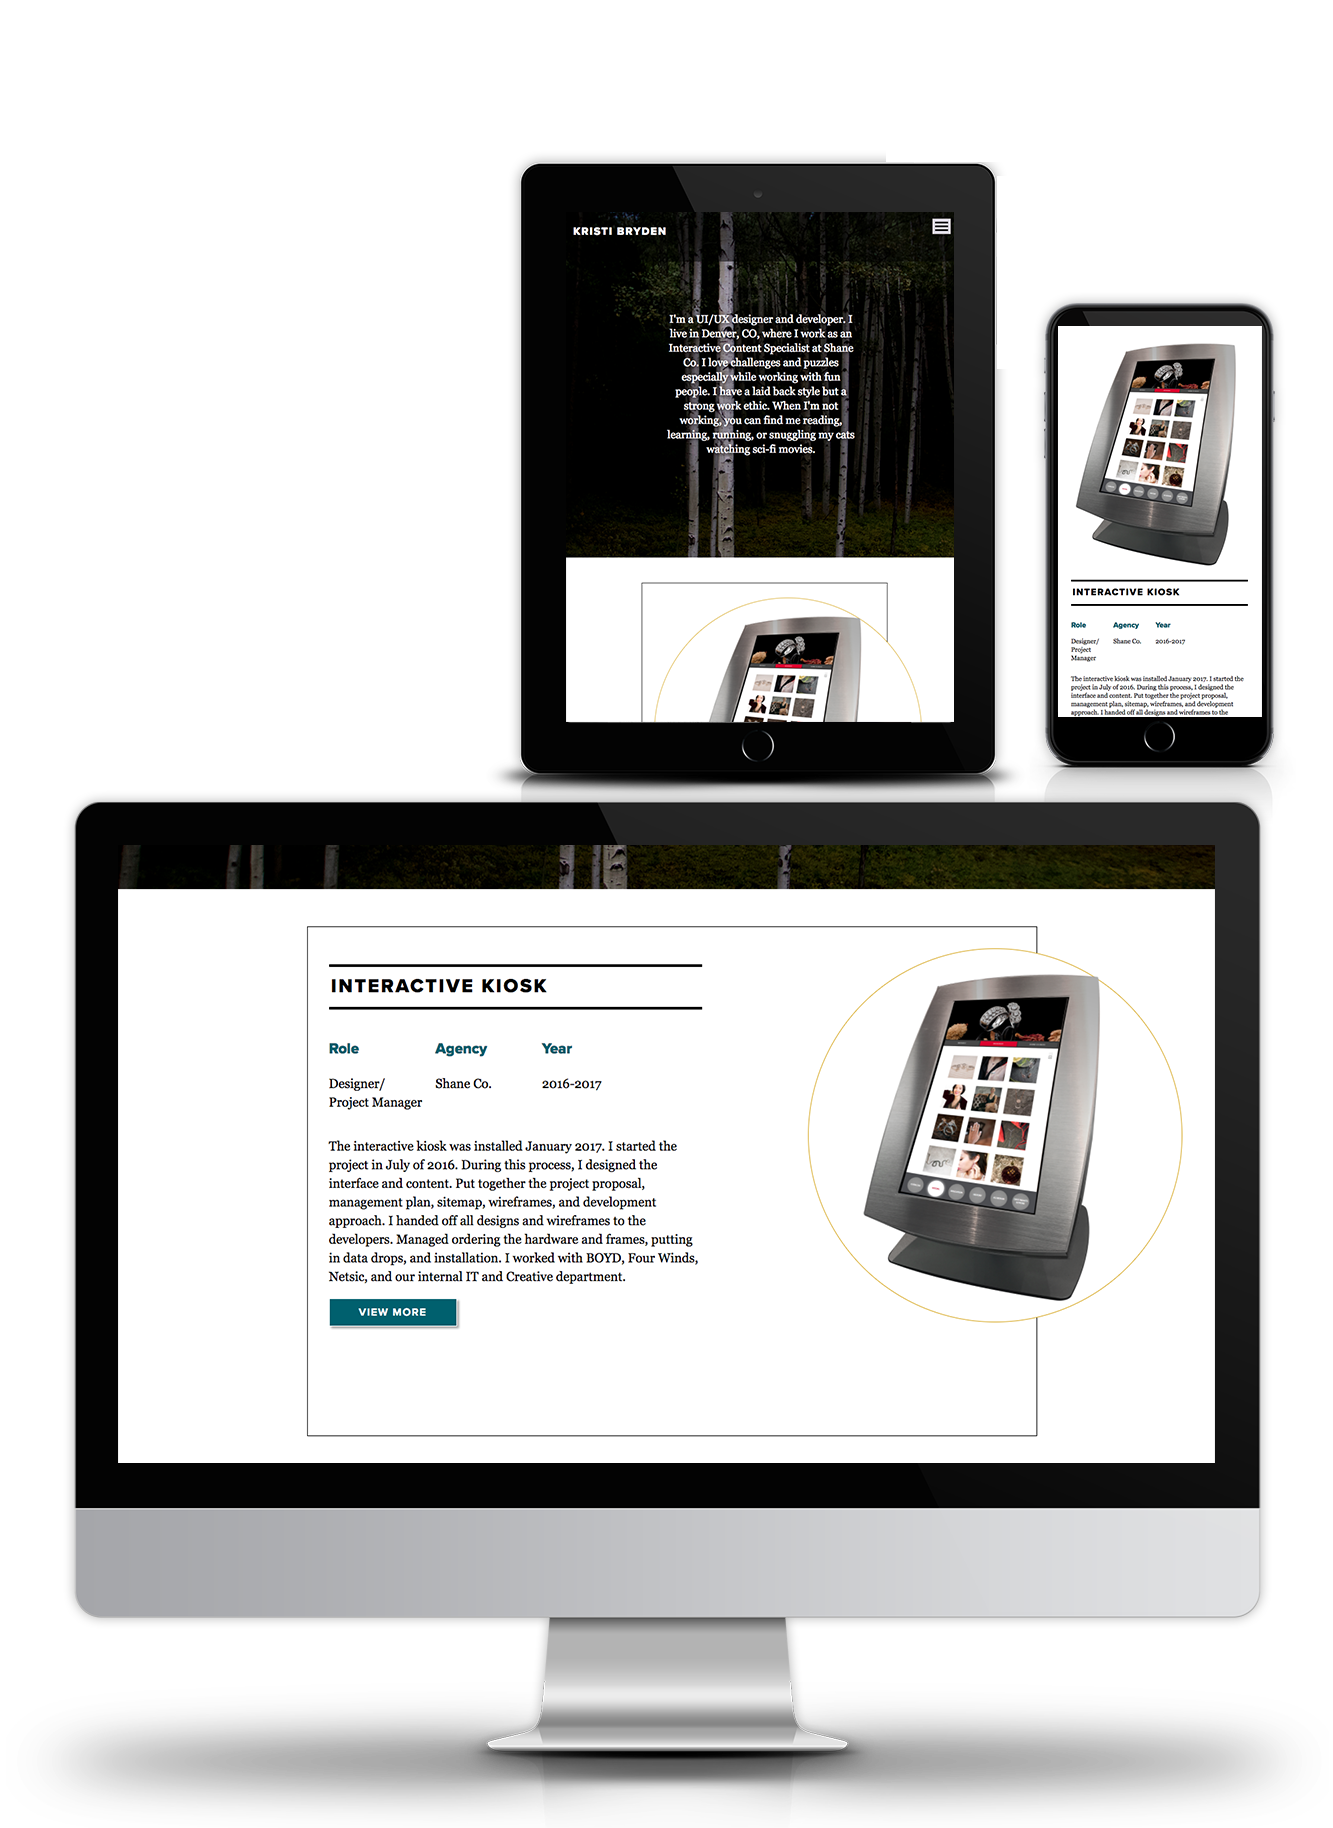 KRISTI BRYDEN
I'm a UI/UX designer and developer. I
live in Denver, CO, where I work as an
Interactive Content Specialist at Shane
Co. I love challenges and puzzles
especially while working with fun
people. I have a laid back style but a
strong work ethic. When I'm not
working, you can find me reading,
learning, running, or snuggling my cats
watching sci-fi movies.
INTERACTIVE KIOSK
Role Agency Year
Designer/ Shane Co. 2016-2017
Project
Manager
The interactive kiosk was installed January 2017. I started the
project in July of 2016. During this process, I designed the
interface and content. Put together the project proposal,
management plan, sitemap, wireframes, and development
approach. I handed off all designs and wireframes to the
INTERACTIVE KIOSK
Role Agency Year
Designer/ Shane Co. 2016-2017
Project Manager
The interactive kiosk was installed January 2017. I started the
project in July of 2016. During this process, I designed the
interface and content. Put together the project proposal,
management plan, sitemap, wireframes, and development
approach. I handed off all designs and wireframes to the
developers. Managed ordering the hardware and frames, putting
in data drops, and installation. I worked with BOYD, Four Winds,
Netsic, and our internal IT and Creative department.
VIEW MORE